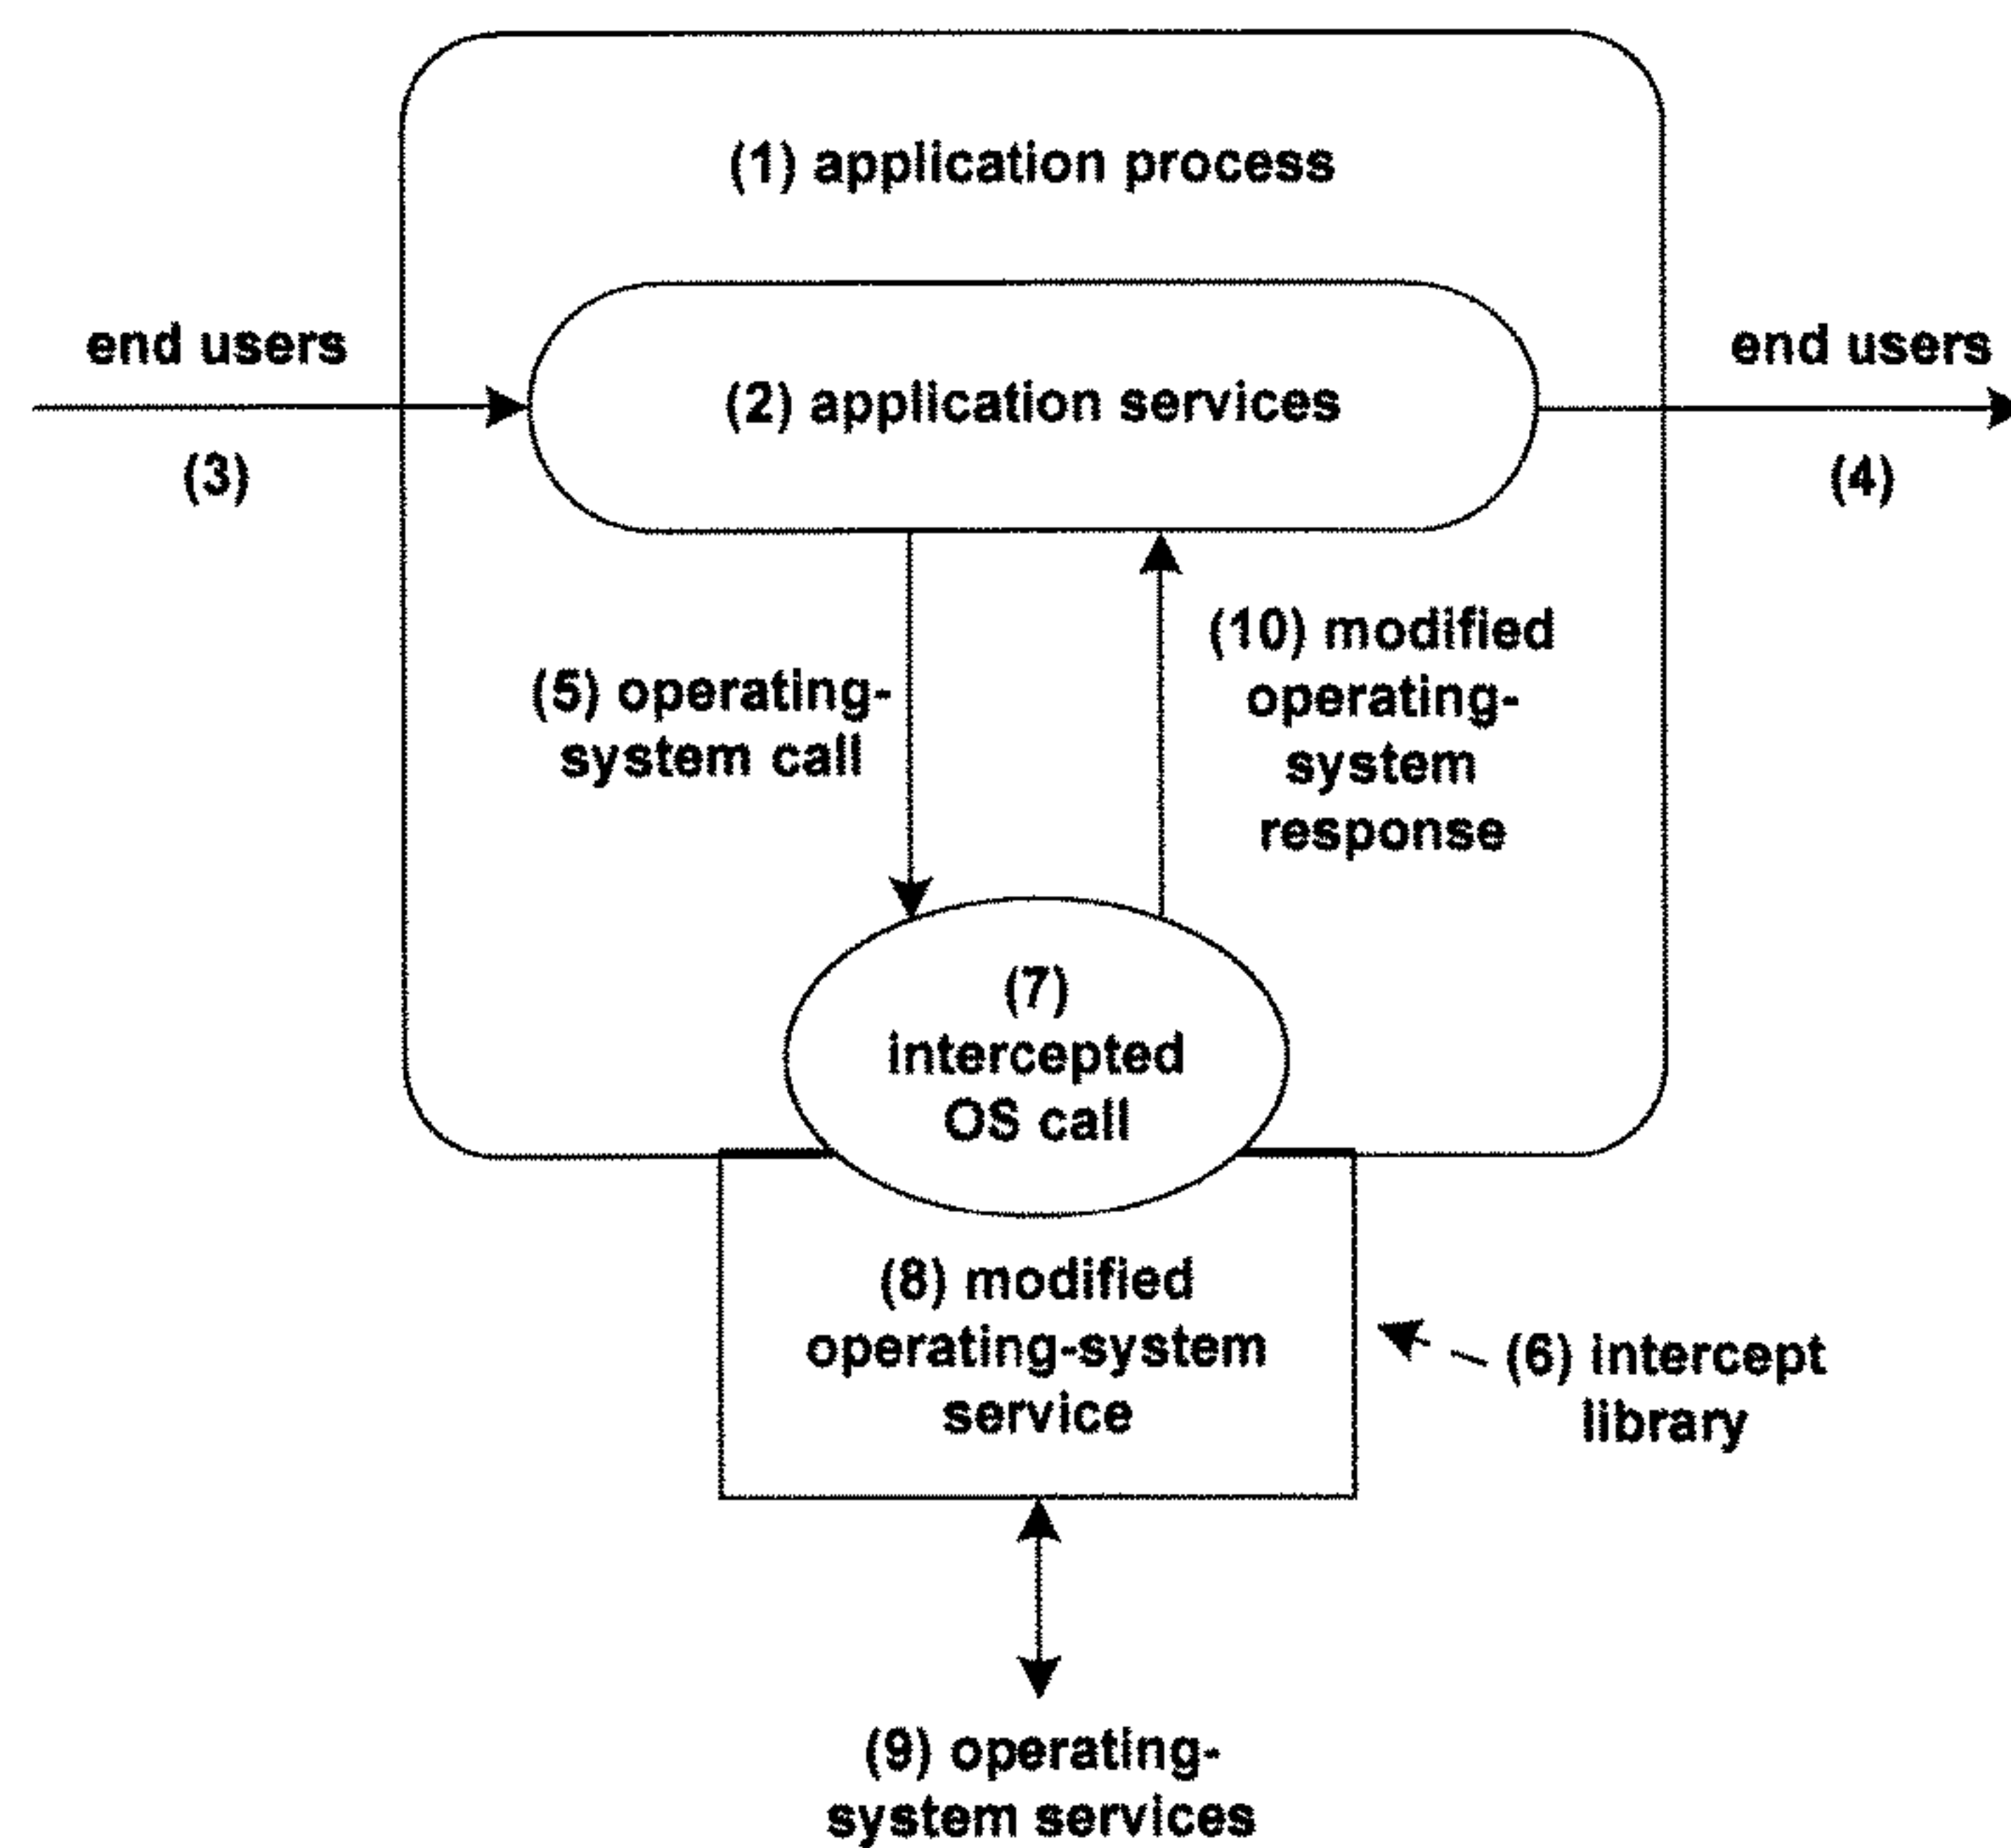 (1) application process
end users
(3)
(2) application services
end users
(4)
(5) operating-
system call
(10) modified
operating-
system
response
(7)
intercepted
OS call
(8) modified
operating-system
service
(6) intercept
library
(9) operating-
system services